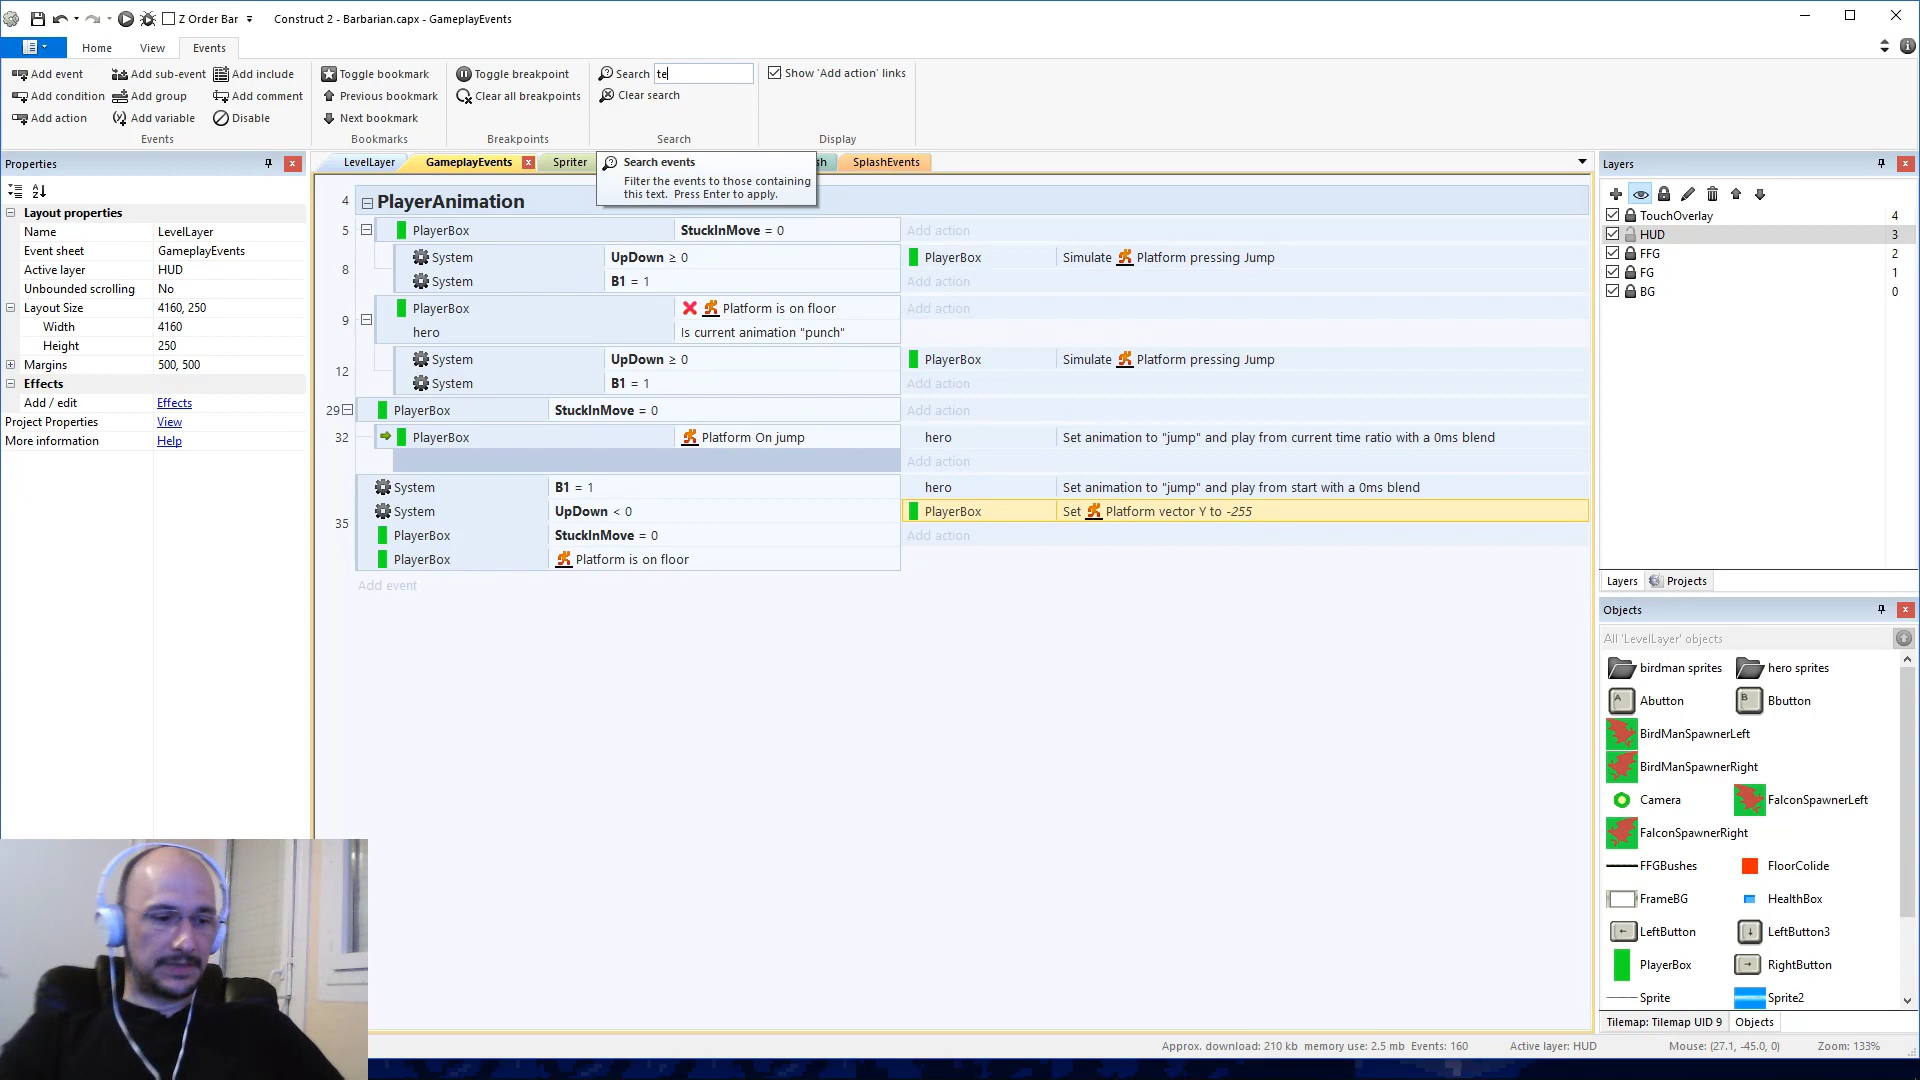 Z Order Bar Construct 2 - Barbarian.capx - GameplayEvents
Home View Events
Add event Add sub-event Add include Toggle bookmark Toggle breakpoint Search te Show 'Add action' links
Add condition Add group Add comment Previous bookmark Clear all breakpoints Clear search
Add action Add variable Disable Next bookmark
Events Bookmarks Breakpoints Search Display
Properties
LevelLayer GameplayEvents Spriter sh SplashEvents
Search events
Filter the events to those containing
this text. Press Enter to apply.
Layout properties
Name LevelLayer
Event sheet GameplayEvents
Active layer HUD
Unbounded scrolling No
Layout Size 4160, 250
Width 4160
Height 250
Margins 500, 500
Effects
Add / edit Effects
Project Properties View
More information Help
4 PlayerAnimation
5 PlayerBox StuckInMove = 0 Add action
8 System UpDown ≥ 0 PlayerBox Simulate Platform pressing Jump
System B1 = 1 Add action
9 PlayerBox Platform is on floor Add action
hero Is current animation "punch"
12 System UpDown ≥ 0 PlayerBox Simulate Platform pressing Jump
System B1 = 1 Add action
29 PlayerBox StuckInMove = 0 Add action
32 PlayerBox Platform On jump hero Set animation to "jump" and play from current time ratio with a 0ms blend
Add action
35 System B1 = 1 hero Set animation to "jump" and play from start with a 0ms blend
System UpDown < 0 PlayerBox Set Platform vector Y to -255
PlayerBox StuckInMove = 0 Add action
PlayerBox Platform is on floor
Add event
Layers
TouchOverlay 4
HUD 3
FFG 2
FG 1
BG 0
Layers Projects
Objects
All 'LevelLayer' objects
birdman sprites hero sprites
A Abutton B Bbutton
BirdManSpawnerLeft
BirdManSpawnerRight
Camera FalconSpawnerLeft
FalconSpawnerRight
FFGBushes FloorColide
FrameBG HealthBox
LeftButton LeftButton3
PlayerBox RightButton
Sprite Sprite2
Tilemap: Tilemap UID 9 Objects
Approx. download: 210 kb memory use: 2.5 mb Events: 160 Active layer: HUD Mouse: (27.1, -45.0, 0) Zoom: 133%